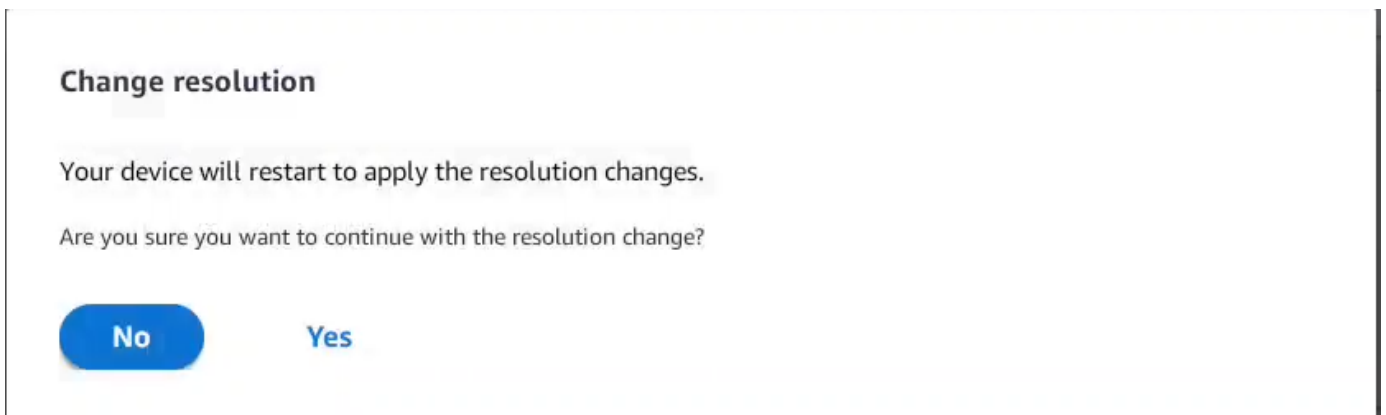 Change resolution
Your device will restart to apply the resolution changes.
Are you sure you want to continue with the resolution change?
No Yes